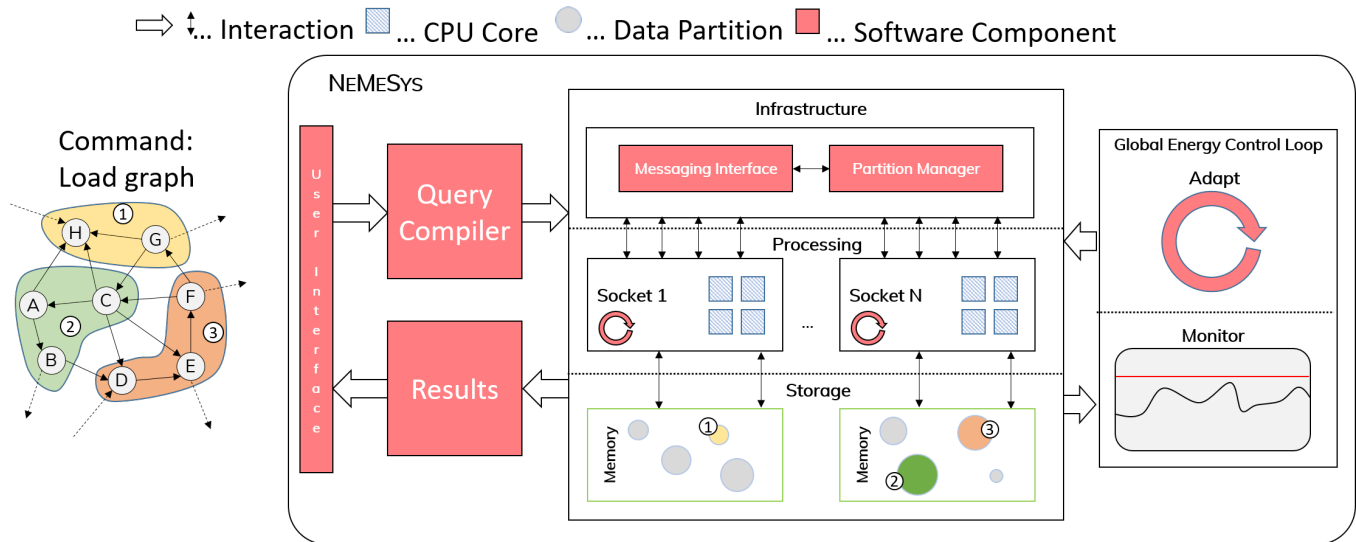 ... Interaction ... CPU Core ... Data Partition ... Software Component
NEMESYS
Command:
Load graph
1
H
G
A
C
F
2
3
B
D
E
User Interface
Query
Compiler
Results
Infrastructure
Messaging Interface
Partition Manager
Processing
Socket 1
...
Socket N
Storage
Memory
1
Memory
3
2
Global Energy Control Loop
Adapt
Monitor